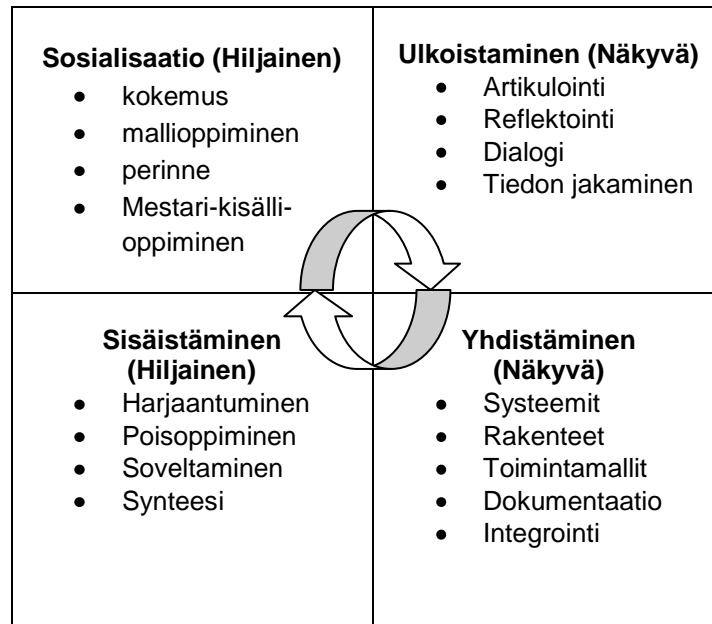 Sosialisaatio (Hiljainen)
• kokemus
• mallioppiminen
• perinne
• Mestari-kisälli-
oppiminen
Ulkoistaminen (Näkyvä)
• Artikulointi
• Reflektointi
• Dialogi
• Tiedon jakaminen
Sisäistäminen
(Hiljainen)
• Harjaantuminen
• Poisoppiminen
• Soveltaminen
• Synteesi
Yhdistäminen
(Näkyvä)
• Systeemit
• Rakenteet
• Toimintamallit
• Dokumentaatio
• Integrointi